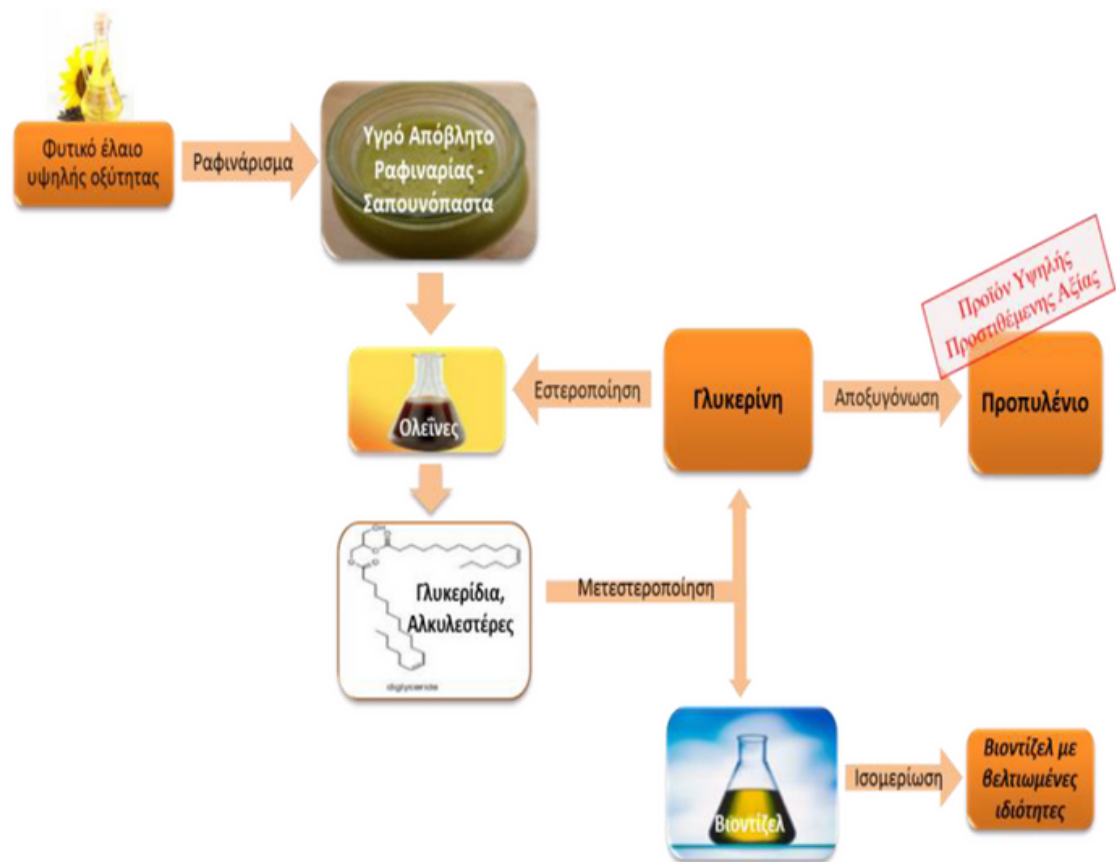 Φυτικό έλαιο
υψηλής οξύτητας
Ραφινάρισμα
Υγρό Απόβλητο
Ραφιναρίας -
Σαπουνόπαστα
Προϊόν Υψηλής
Προστιθέμενης Αξίας
Ολεΐνες
Εστεροποίηση
Γλυκερίνη
Αποξυγόνωση
Προπυλένιο
OH
O
O
O
O
Γλυκερίδια,
Αλκυλεστέρες
diglyceride
Μετεστεροποίηση
Βιοντίζελ
Ισομερίωση
Βιοντίζελ με
βελτιωμένες
ιδιότητες